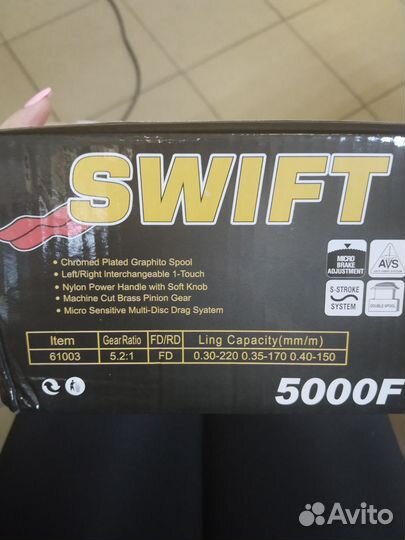 SWIFT
• Chromed Plated Graphito Spool
• Left/Right Interchangeable 1-Touch
• Nylon Power Handle with Soft Knob
• Machine Cut Brass Pinion Gear
• Micro Sensitive Multi-Disc Drag Syatem
MICRO
BRAKE
ADJUSTMENT
AVS
S-STROKE
SYSTEM
DOUBLE SPOOL
Item GearRatio FD/RD Ling Capacity(mm/m)
61003 5.2:1 FD 0.30-220 0.35-170 0.40-150
5000F
Avito